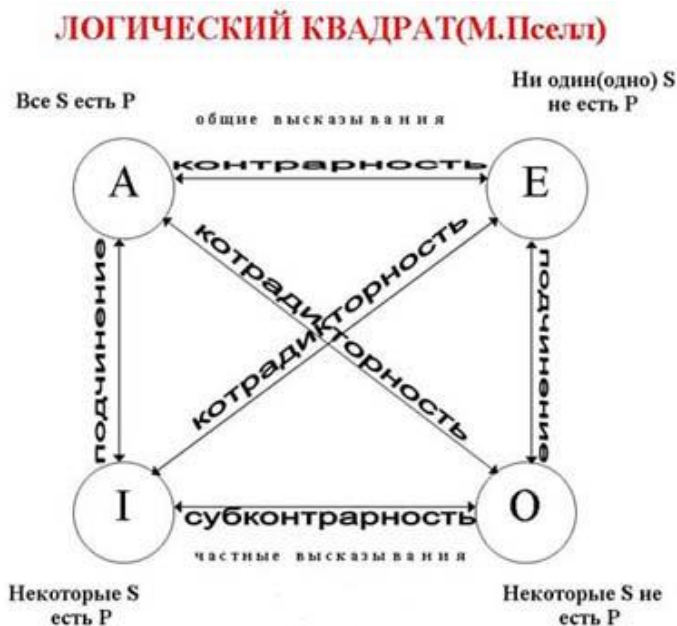 ЛОГИЧЕСКИЙ КВАДРАТ(М.Пселл)
Все S есть P
Ни один(одно) S
не есть P
общие высказывания
A
контрарность
E
подчинение
котрадикторность
котрадикторность
подчинение
I
субконтрарность
O
частные высказывания
Некоторые S
есть P
Некоторые S не
есть P